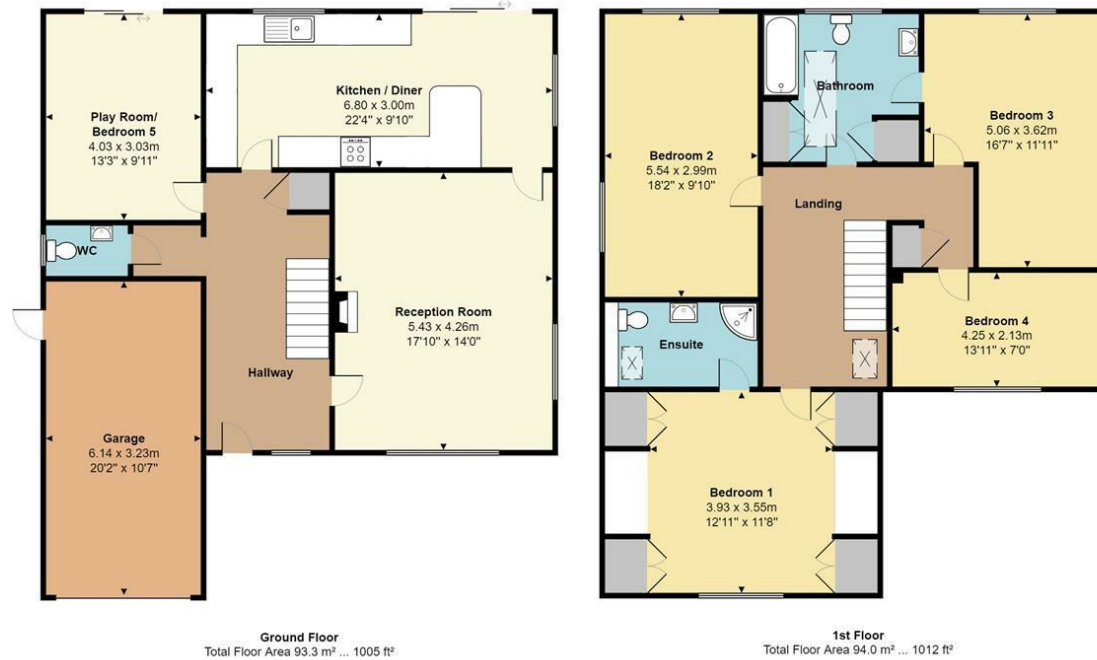 Play Room/
Bedroom 5
4.03 x 3.03m
13'3" x 9'11"
Kitchen / Diner
6.80 x 3.00m
22'4" x 9'10"
WC
Reception Room
5.43 x 4.26m
17'10" x 14'0"
Hallway
Garage
6.14 x 3.23m
20'2" x 10'7"
Ground Floor
Total Floor Area 93.3 m² ... 1005 ft²
Bathroom
Bedroom 2
5.54 x 2.99m
18'2" x 9'10"
Bedroom 3
5.06 x 3.62m
16'7" x 11'11"
Landing
Ensuite
Bedroom 4
4.25 x 2.13m
13'11" x 7'0"
Bedroom 1
3.93 x 3.55m
12'11" x 11'8"
1st Floor
Total Floor Area 94.0 m² ... 1012 ft²